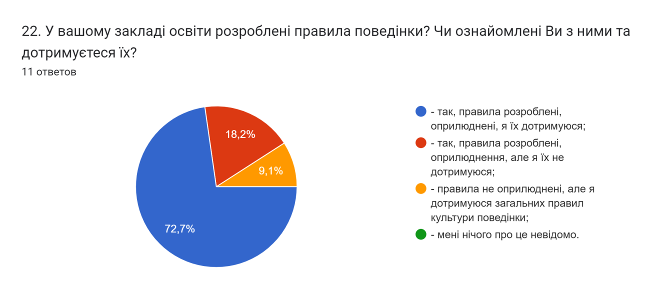 22. У вашому закладі освіти розроблені правила поведінки? Чи ознайомлені Ви з ними та
дотримуєтеся їх?
11 ответов
18,2%
9,1%
72,7%
- так, правила розроблені,
оприлюднені, я їх дотримуюся;
- так, правила розроблені,
оприлюднення, але я їх не
дотримуюся;
- правила не оприлюднені, але я
дотримуюся загальних правил
культури поведінки;
- мені нічого про це невідомо.